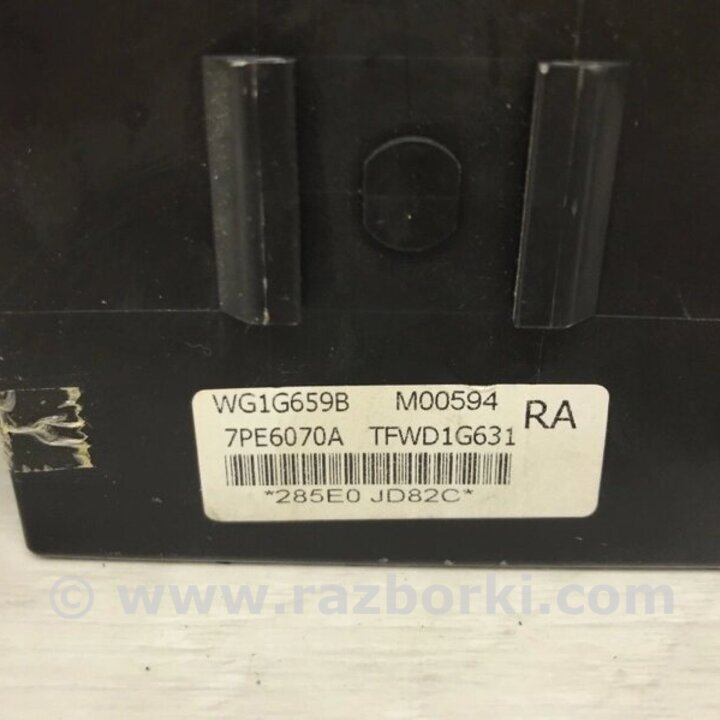 WG1G659B M00594
7PE6070A TFWD1G631
RA
*285E0 JD82C*
© www.razborki.com